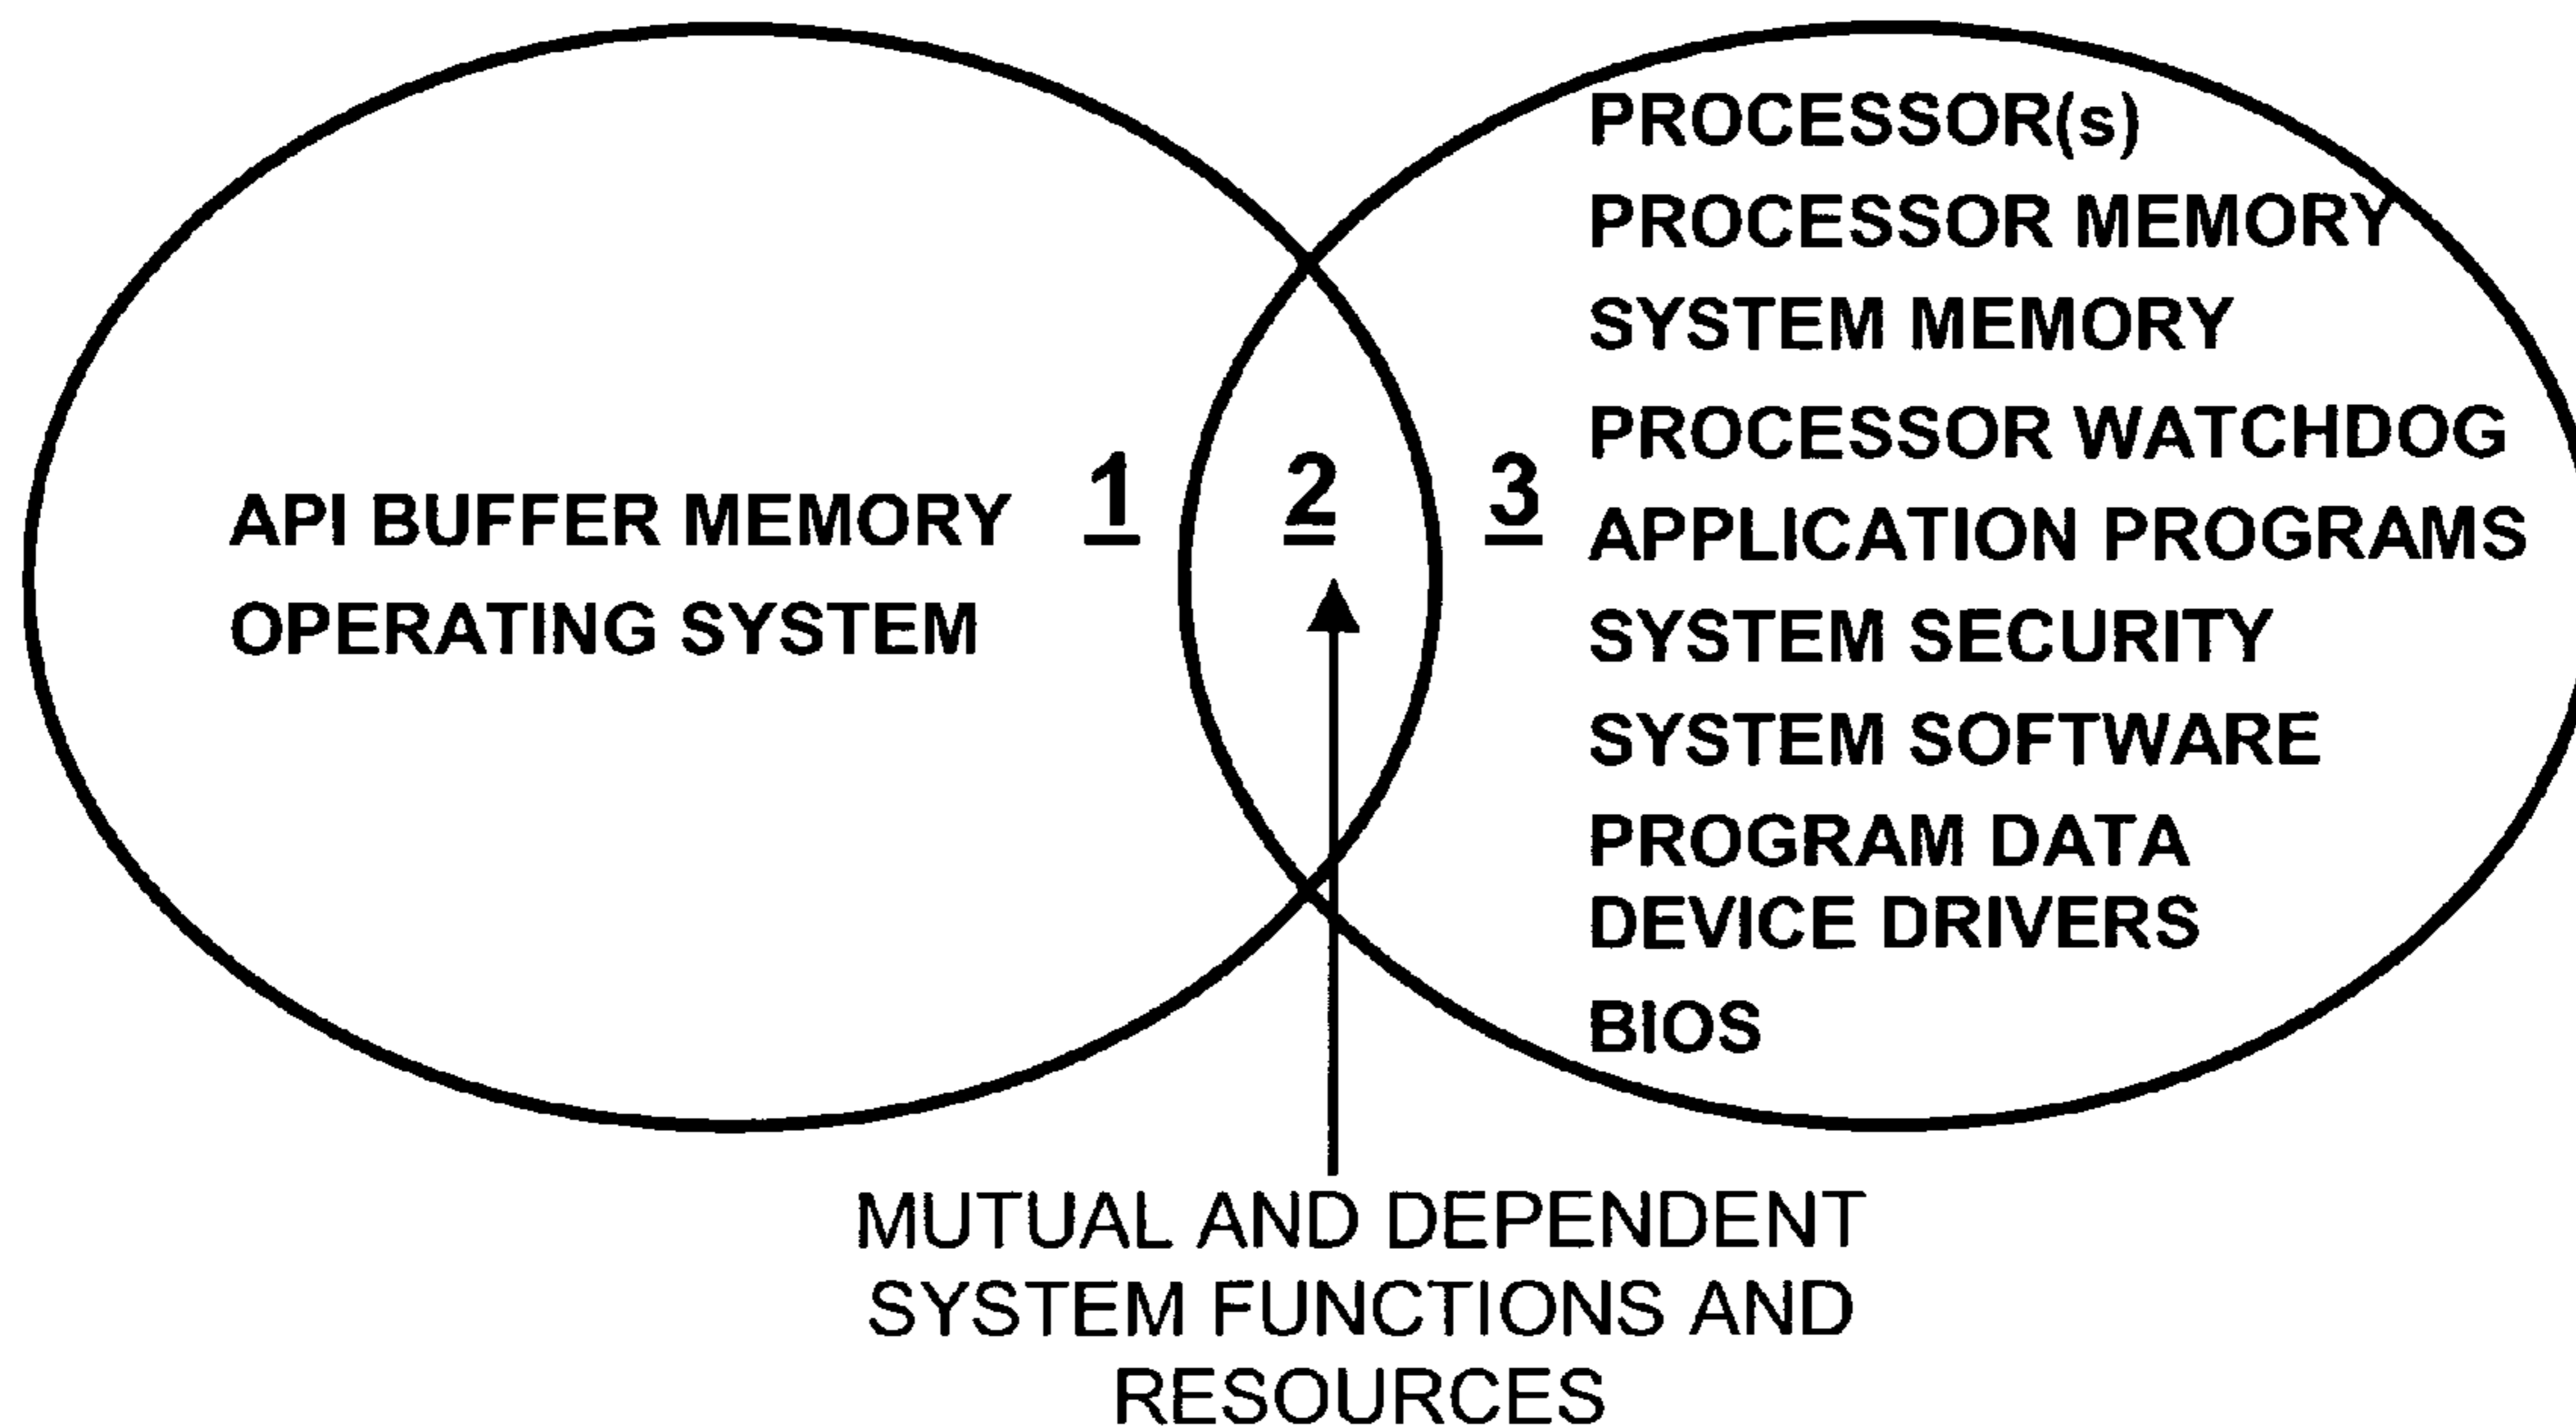 API BUFFER MEMORY
OPERATING SYSTEM
1
2
3
PROCESSOR(s)
PROCESSOR MEMORY
SYSTEM MEMORY
PROCESSOR WATCHDOG
APPLICATION PROGRAMS
SYSTEM SECURITY
SYSTEM SOFTWARE
PROGRAM DATA
DEVICE DRIVERS
BIOS
MUTUAL AND DEPENDENT
SYSTEM FUNCTIONS AND
RESOURCES